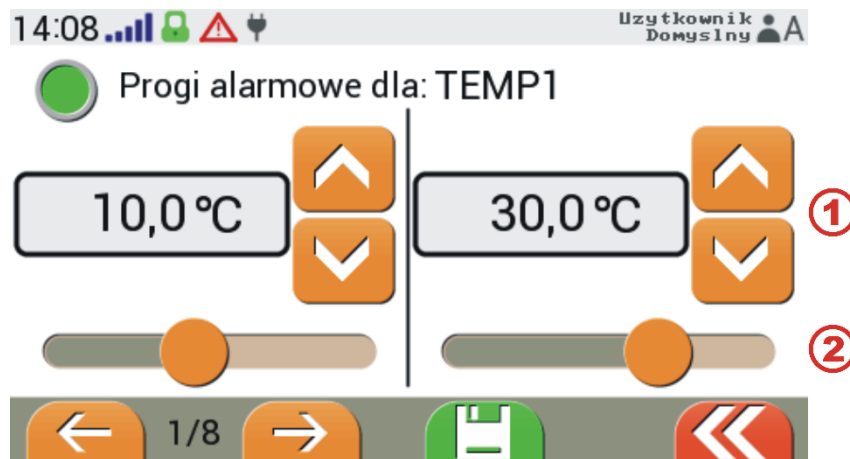 14:08
Uzytkownik
Domyslny A
Progi alarmowe dla: TEMP1
10,0 °C
30,0 °C
1
2
1/8